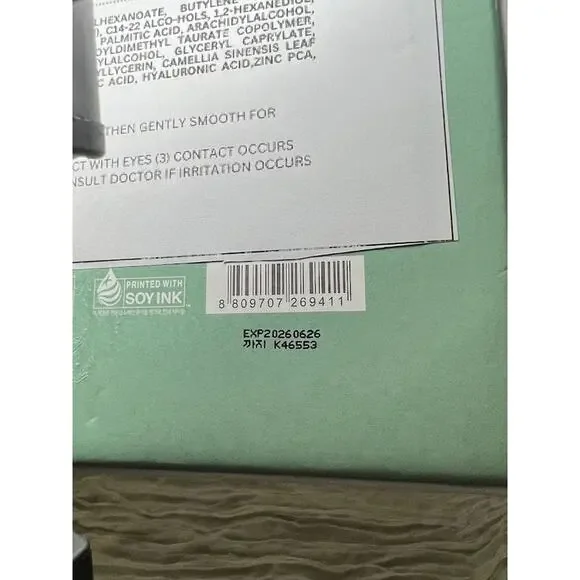 LHEXANOATE, BUTYLENE
C14-22 ALCO-HOLS, 1,2-HEXANEDIOL,
PALMITIC ACID, ARACHIDYLALCOHOL,
OYLDIMETHYL TAURATE COPOLYMER,
YLALCOHOL, GLYCERYL CAPRYLATE,
YLLYCERIN, CAMELLIA SINENSIS LEAF
C ACID, HYALURONIC ACID,ZINC PCA,
THEN GENTLY SMOOTH FOR
CT WITH EYES (3) CONTACT OCCURS
NSULT DOCTOR IF IRRITATION OCCURS
PRINTED WITH
SOY INK
8 809707 269411
EXP20260626
까지 K46553